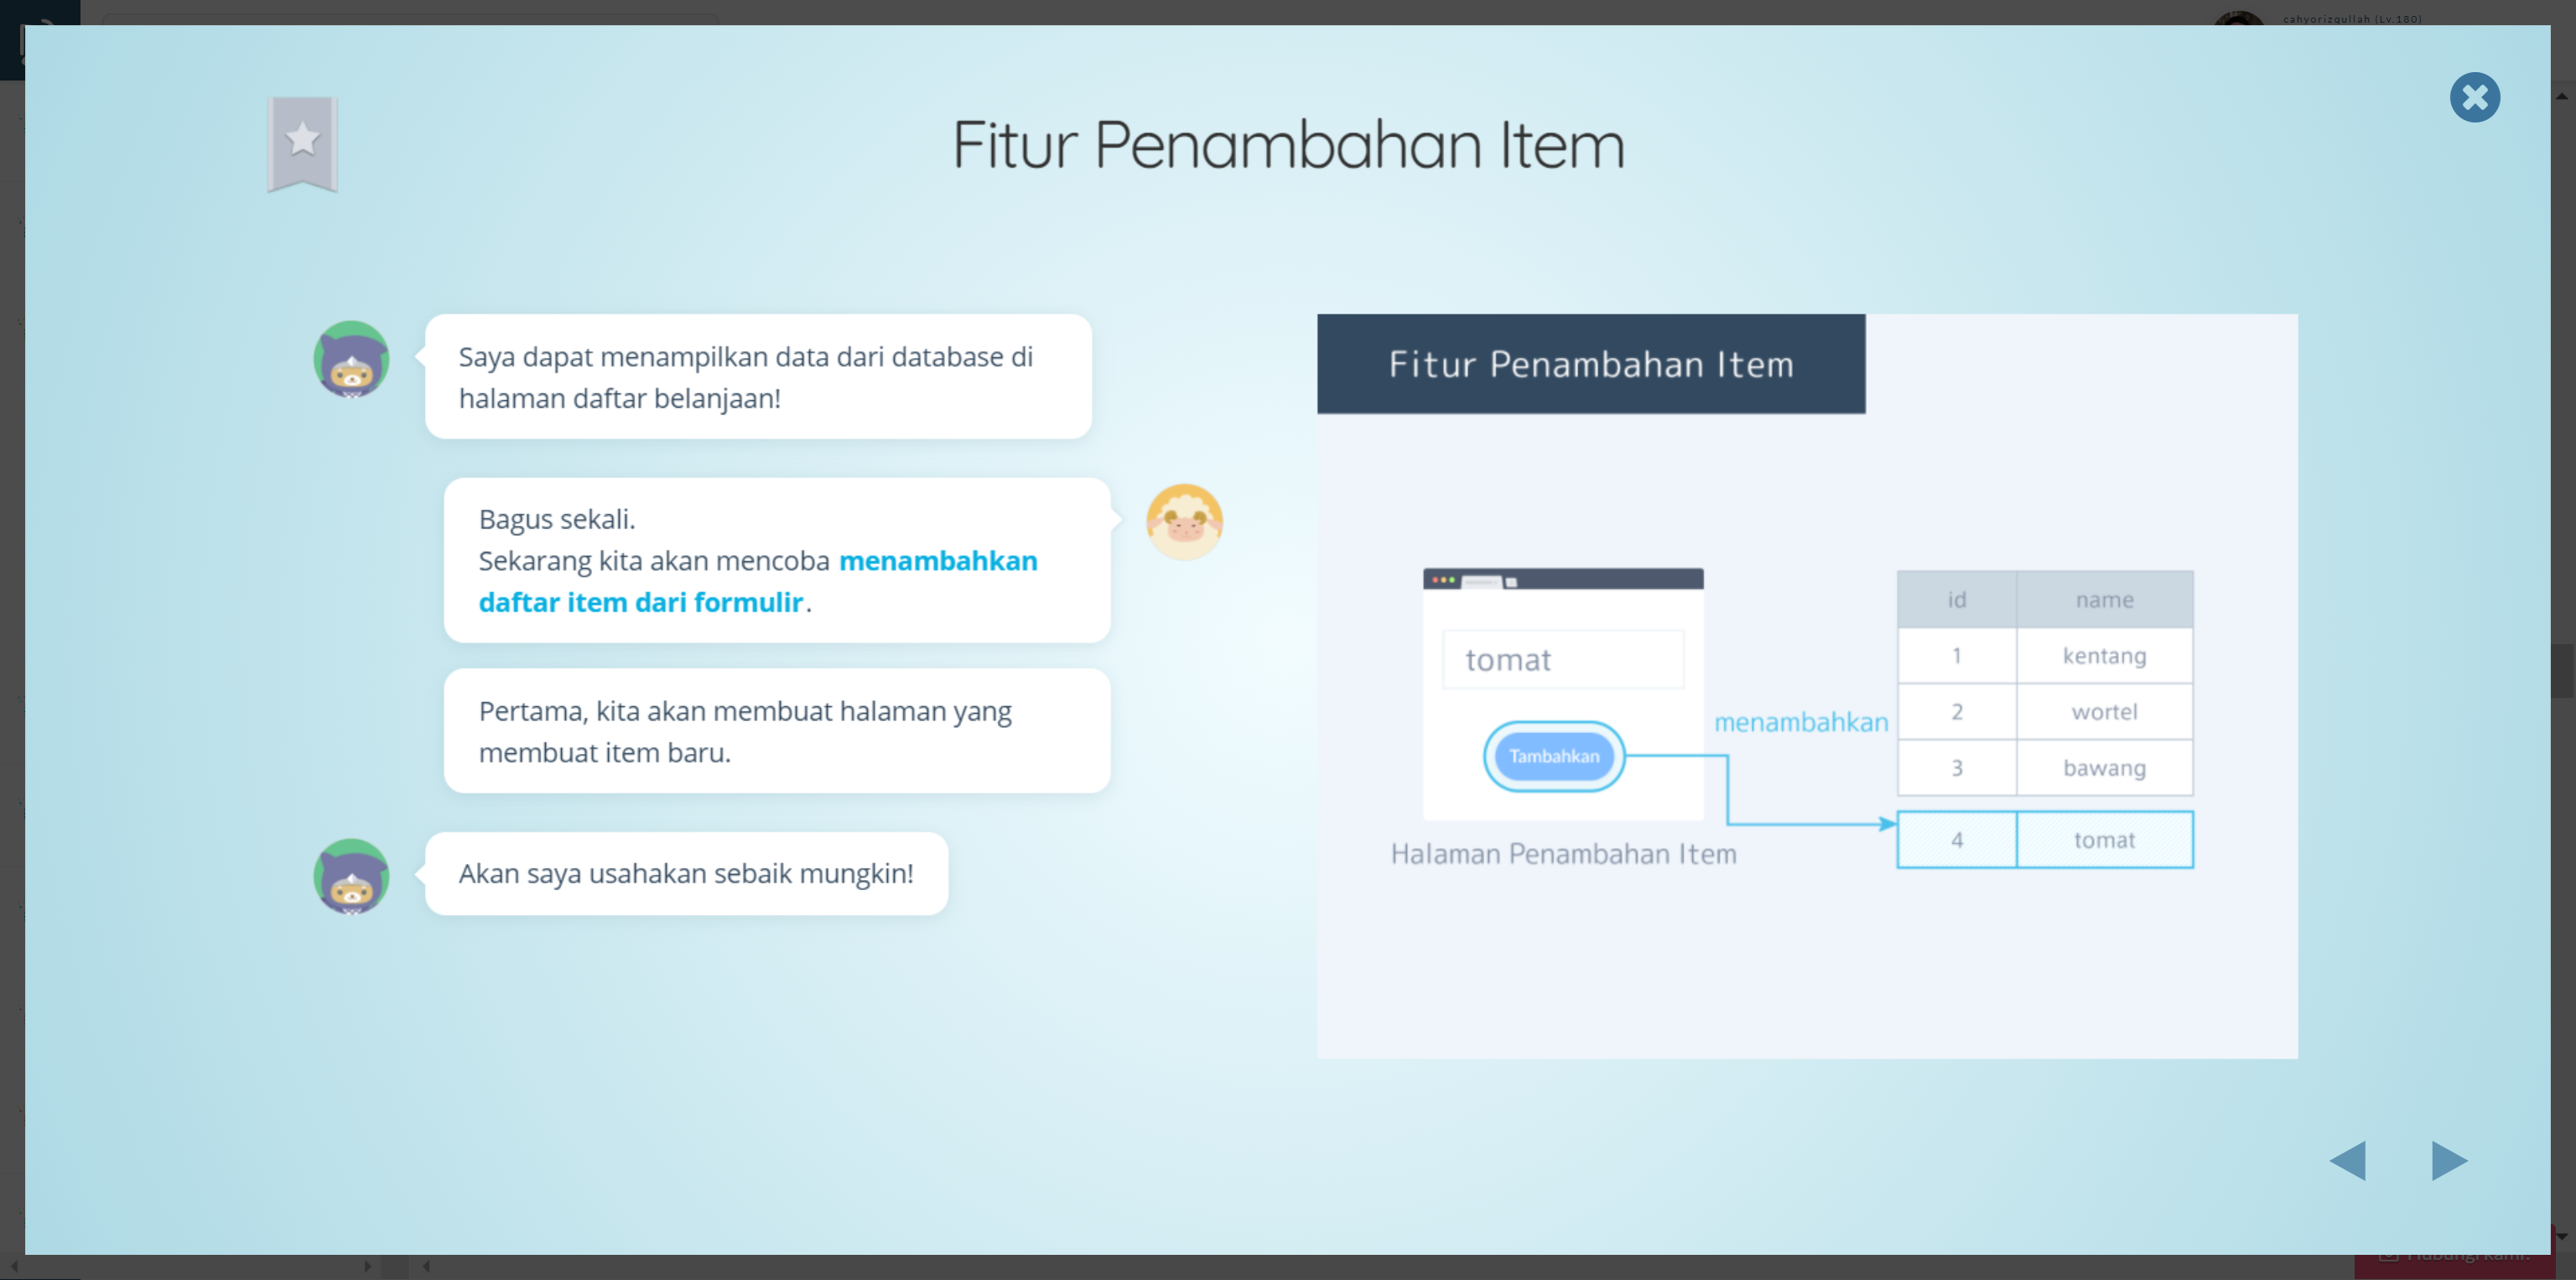 cahyorizqullah (Lv.180)
Fitur Penambahan Item
Saya dapat menampilkan data dari database di
halaman daftar belanjaan!
Bagus sekali.
Sekarang kita akan mencoba menambahkan
daftar item dari formulir.
Pertama, kita akan membuat halaman yang
membuat item baru.
Akan saya usahakan sebaik mungkin!
Fitur Penambahan Item
tomat
Tambahkan
Halaman Penambahan Item
menambahkan
id name
1 kentang
2 wortel
3 bawang
4 tomat